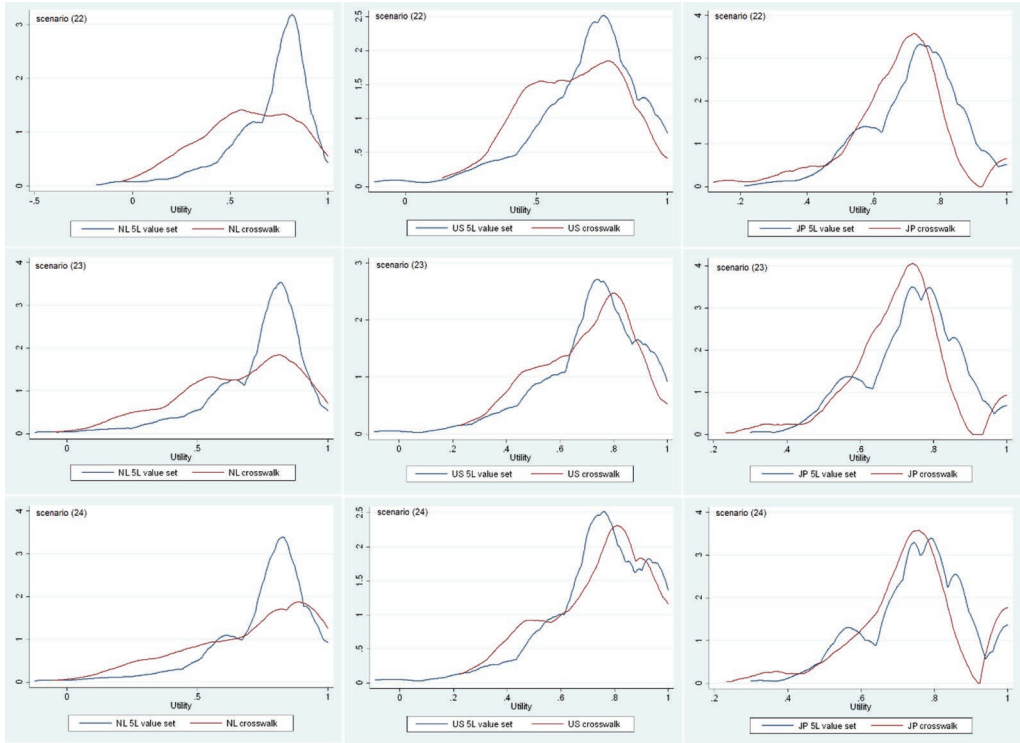 scenario (22)
3
2
1
0
-.5 0 .5 1
Utility
NL 5L value set NL crosswalk
scenario (22)
2.5
2
1.5
1
.5
0
0 .5 1
Utility
US 5L value set US crosswalk
scenario (22)
4
3
2
1
0
.2 .4 .6 .8 1
Utility
JP 5L value set JP crosswalk
scenario (23)
4
3
2
1
0
0 .5 1
Utility
NL 5L value set NL crosswalk
scenario (23)
3
2
1
0
0 .2 .4 .6 .8 1
Utility
US 5L value set US crosswalk
scenario (23)
4
3
2
1
0
.2 .4 .6 .8 1
Utility
JP 5L value set JP crosswalk
scenario (24)
4
3
2
1
0
0 .5 1
Utility
NL 5L value set NL crosswalk
scenario (24)
2.5
2
1.5
1
.5
0
0 .2 .4 .6 .8 1
Utility
US 5L value set US crosswalk
scenario (24)
4
3
2
1
0
.2 .4 .6 .8 1
Utility
JP 5L value set JP crosswalk